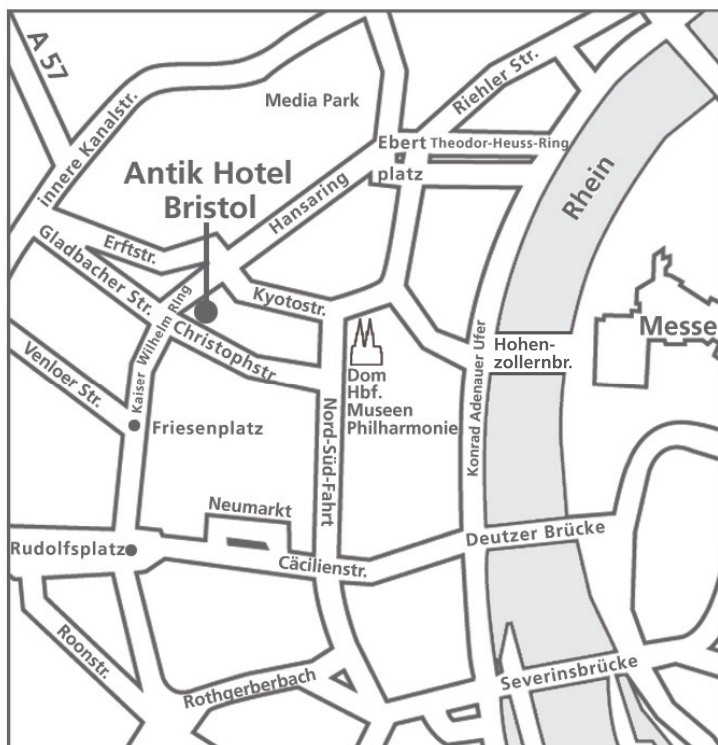 A 57
Riehler Str.
Media Park
innere Kanalstr.
Ebert
platz
Theodor-Heuss-Ring
Antik Hotel
Bristol
Hansaring
Rhein
Erftstr.
Gladbacher Str.
Kyotostr.
Kaiser Wilhelm Ring
Christophstr.
Messe
Hohen-
zollernbr.
Konrad Adenauer Ufer
Venloer Str.
Dom
Hbf.
Museen
Philharmonie
Friesenplatz
Nord-Süd-Fahrt
Neumarkt
Deutzer Brücke
Rudolfsplatz
Cäcilienstr.
Roonstr.
Rothgerberbach
Severinsbrücke